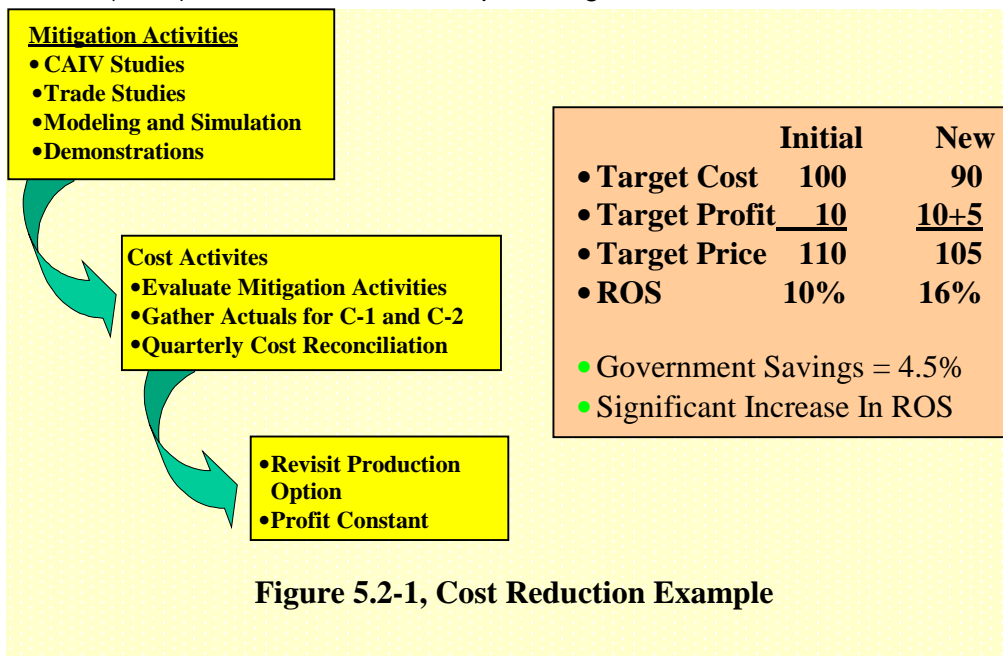 Mitigation Activities
•CAIV Studies
•Trade Studies
•Modeling and Simulation
•Demonstrations
Cost Activites
•Evaluate Mitigation Activities
•Gather Actuals for C-1 and C-2
•Quarterly Cost Reconciliation
•Revisit Production
Option
•Profit Constant
Initial New
• Target Cost 100 90
• Target Profit 10 10+5
• Target Price 110 105
• ROS 10% 16%
• Government Savings = 4.5%
• Significant Increase In ROS
Figure 5.2-1, Cost Reduction Example